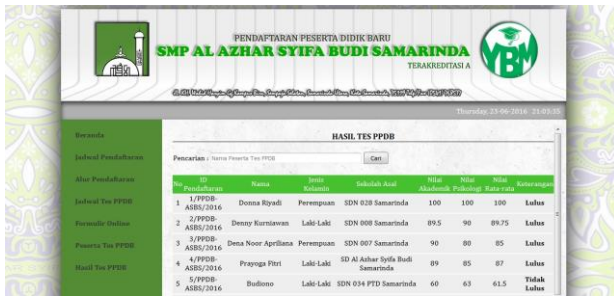 PENDAFTARAN PESERTA DIDIK BARU
SMP AL AZHAR SYIFA BUDI SAMARINDA
TERAKREDITASI A
YBM
Thursday, 23-06-2016 21:03:35
Beranda
Jadwal Pendaftaran
Alur Pendaftaran
Jadwal Tes PPDB
Formulir Online
Peserta Tes PPDB
Hasil Tes PPDB
HASIL TES PPDB
Pencarian : Nama Peserta Tes PPDB Cari
No ID Pendaftaran Nama Jenis Kelamin Sekolah Asal Nilai Akademik Nilai Psikologi Nilai Rata-rata Keterangan
1 1/PPDB-ASBS/2016 Donna Riyadi Perempuan SDN 028 Samarinda 100 100 100 Lulus
2 2/PPDB-ASBS/2016 Denny Kurniawan Laki-Laki SDN 008 Samarinda 89.5 90 89.75 Lulus
3 3/PPDB-ASBS/2016 Dena Noor Apriliana Perempuan SDN 007 Samarinda 90 80 85 Lulus
4 4/PPDB-ASBS/2016 Prayoga Fitri Laki-Laki SD Al Azhar Syifa Budi Samarinda 89 85 87 Lulus
5 5/PPDB-ASBS/2016 Budiono Laki-Laki SDN 034 PTD Samarinda 60 63 61.5 Tidak Lulus